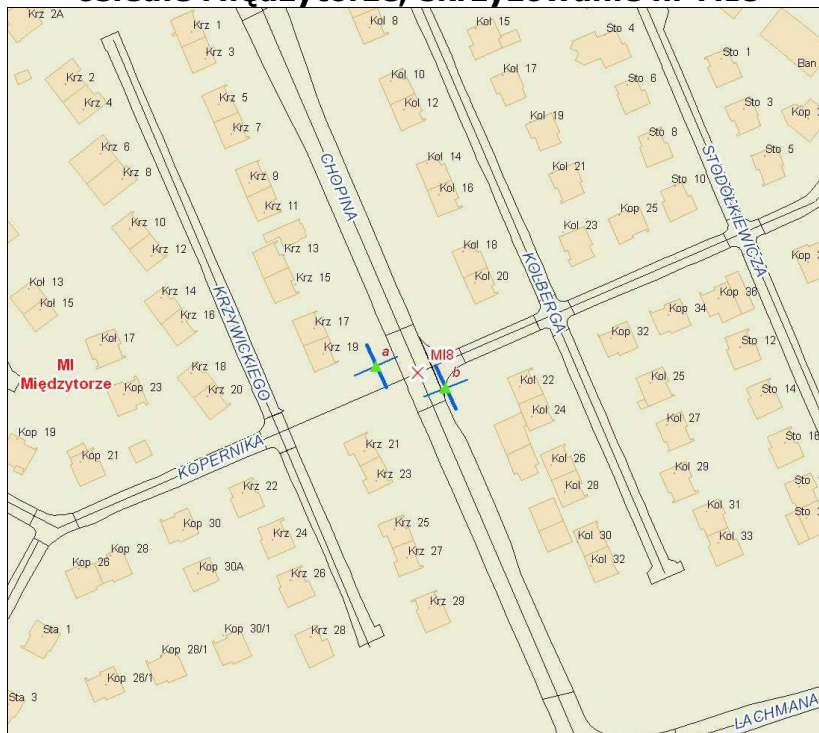 osiedle Międzytorze, skrzyżowanie nr MI8
Krz 2A
Krz 1
Kol 8
Kol 15
Sto 4
Krz 3
Sto 1
Ban
Krz 2
Kol 10
Kol 17
Sto 6
Krz 4
Krz 5
Kol 12
Sto 3
Krz 7
Kol 19
Sto 8
Krz 6
Sto 5
Krz 8
CHOPINA
Kol 14
Kol 21
Sto 10
STODÓŁKIEWICZA
Krz 9
Kol 16
Krz 11
Kop 25
Krz 10
Kol 23
Krz 12
Krz 13
Kol 18
KOLBERGA
Krz 15
Kol 20
Koł 13
Krz 14
Kop 36
Koł 15
Krz 16
KRZYWICKIEGO
Krz 17
Kop 34
Koł 17
Krz 19
a
MI8
Kop 32
Sto 12
MI
Międzytorze
Krz 18
b
Kop 23
Krz 20
Kol 22
Kol 25
Sto 14
Kol 24
Kop 19
KOPERNIKA
Krz 21
Kol 27
Kop 21
Krz 23
Kol 26
Kol 29
Krz 22
Kol 28
Kop 30
Krz 25
Kol 31
Krz 24
Kol 30
Kop 28
Krz 27
Kol 33
Kop 26
Kop 30A
Kol 32
Krz 26
Krz 29
Sta 1
Kop 30/1
Krz 28
Kop 28/1
Kop 26/1
Sta 3
LACHMANA